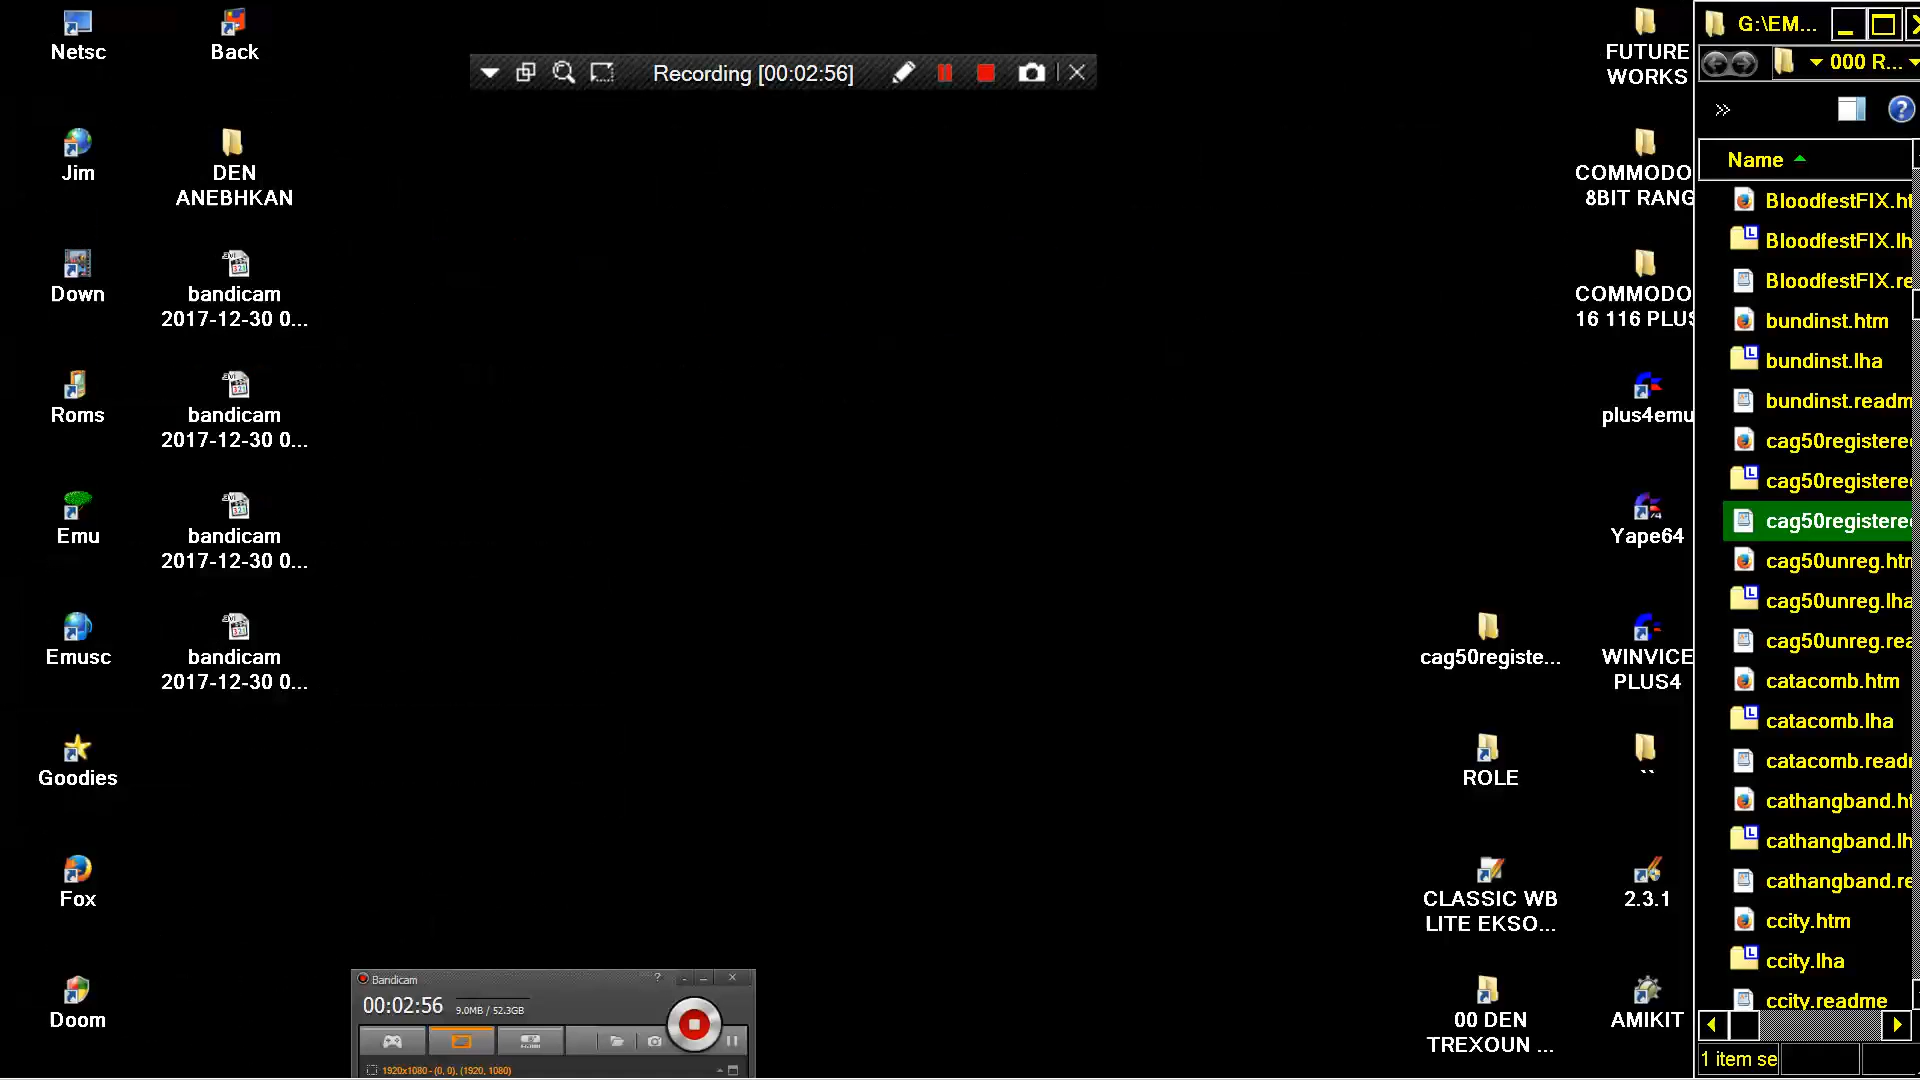 Netsc
Back
Jim
DEN
ANEBHKAN
Down
bandicam
2017-12-30 0...
Roms
bandicam
2017-12-30 0...
Emu
bandicam
2017-12-30 0...
Emusc
bandicam
2017-12-30 0...
Goodies
Fox
Doom
Recording [00:02:56]
Bandicam
?
00:02:56
9.0MB / 52.3GB
1920x1080 - (0, 0), (1920, 1080)
cag50registe...
ROLE
CLASSIC WB
LITE EKSO...
00 DEN
TREXOUN ...
FUTURE
WORKS
COMMODO
8BIT RANG
COMMODO
16 116 PLUS
plus4emu
Yape64
WINVICE
PLUS4
``
2.3.1
AMIKIT
G:\EM...
000 R...
»
?
Name
BloodfestFIX.ht
BloodfestFIX.lh
BloodfestFIX.re
bundinst.htm
bundinst.lha
bundinst.readm
cag50registered
cag50registered
cag50registered
cag50unreg.htm
cag50unreg.lha
cag50unreg.rea
catacomb.htm
catacomb.lha
catacomb.readr
cathangband.ht
cathangband.lh
cathangband.re
ccity.htm
ccity.lha
ccity.readme
1 item se